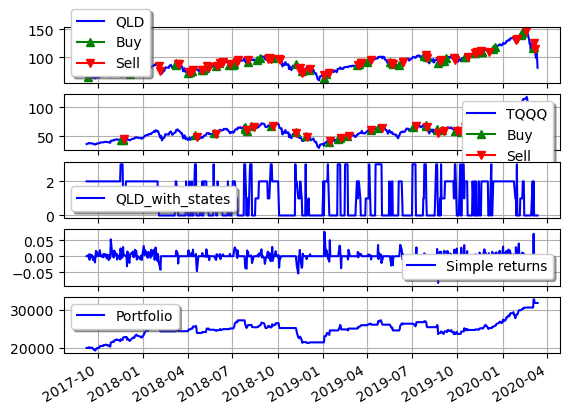 150
100
QLD
Buy
Sell
100
50
TQQQ
Buy
Sell
2
0
QLD_with_states
0.05
0.00
−0.05
Simple returns
30000
20000
Portfolio
2017-10 2018-01 2018-04 2018-07 2018-10 2019-01 2019-04 2019-07 2019-10 2020-01 2020-04